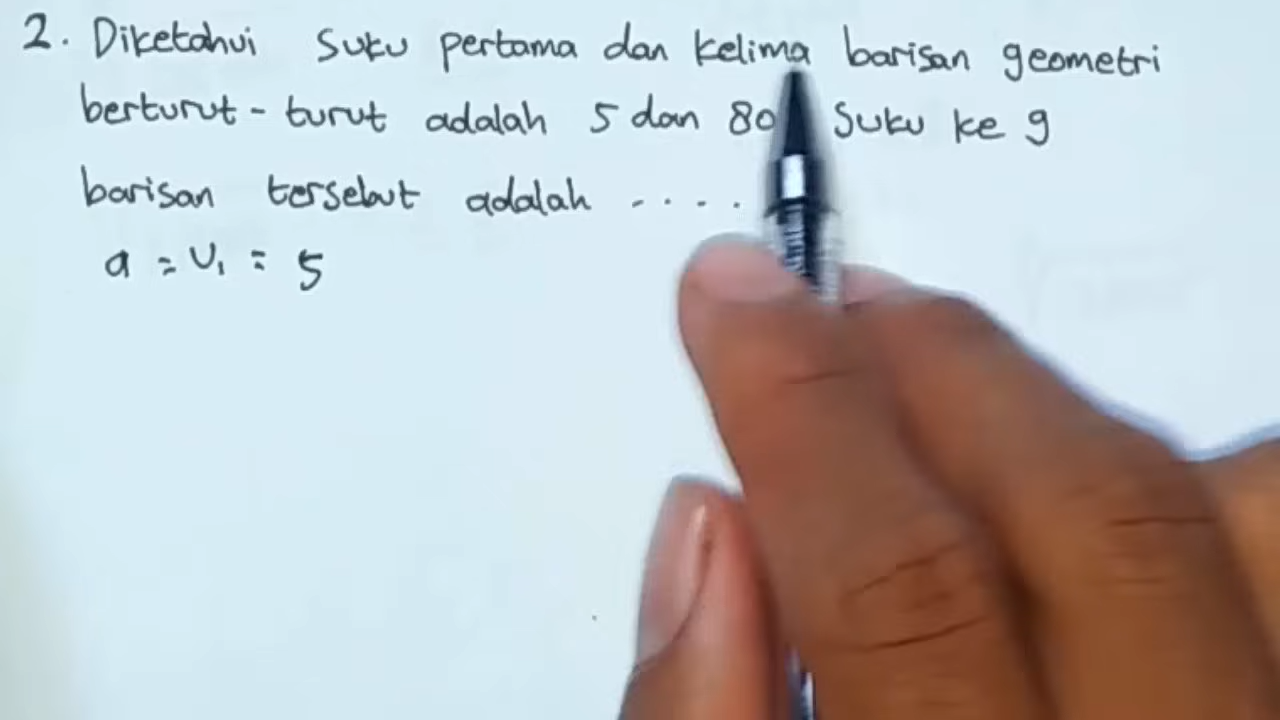 2. Diketahui suku pertama dan kelima barisan geometri
berturut-turut adalah 5 dan 80 Suku ke 9
barisan tersebut adalah ....
a = U₁ = 5